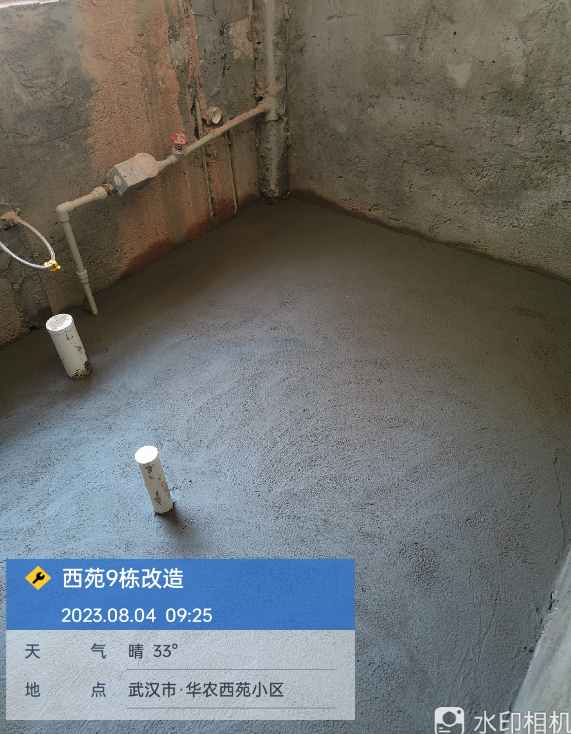 西苑9栋改造
2023.08.04 09:25
天 气 晴 33°
地 点 武汉市·华农西苑小区
水印相机